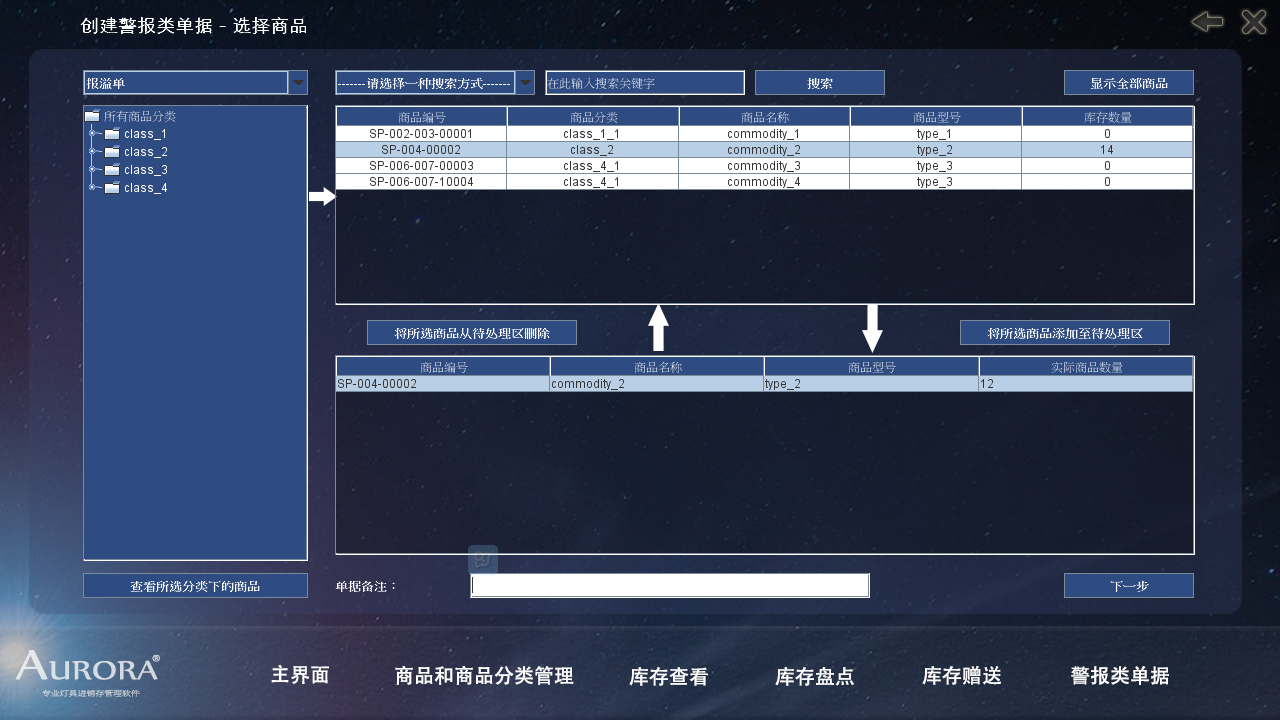 创建警报类单据 - 选择商品
报溢单
-------请选择一种搜索方式-------
在此输入搜索关键字
搜索
显示全部商品
所有商品分类
class_1
class_2
class_3
class_4
商品编号 商品分类 商品名称 商品型号 库存数量
SP-002-003-00001 class_1_1 commodity_1 type_1 0
SP-004-00002 class_2 commodity_2 type_2 14
SP-006-007-00003 class_4_1 commodity_3 type_3 0
SP-006-007-10004 class_4_1 commodity_4 type_3 0
将所选商品从待处理区删除
将所选商品添加至待处理区
商品编号 商品名称 商品型号 实际商品数量
SP-004-00002 commodity_2 type_2 12
查看所选分类下的商品
单据备注：
下一步
AURORA®
专业灯具进销存管理软件
主界面 商品和商品分类管理 库存查看 库存盘点 库存赠送 警报类单据